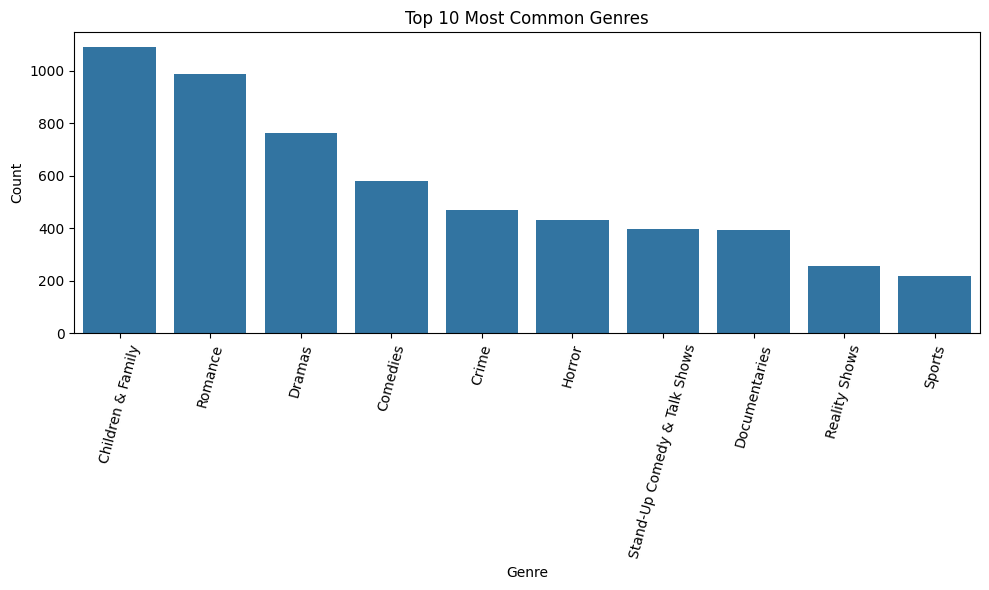 Top 10 Most Common Genres
Count
1000
800
600
400
200
0
Children & Family
Romance
Dramas
Comedies
Crime
Horror
Stand-Up Comedy & Talk Shows
Documentaries
Reality Shows
Sports
Genre